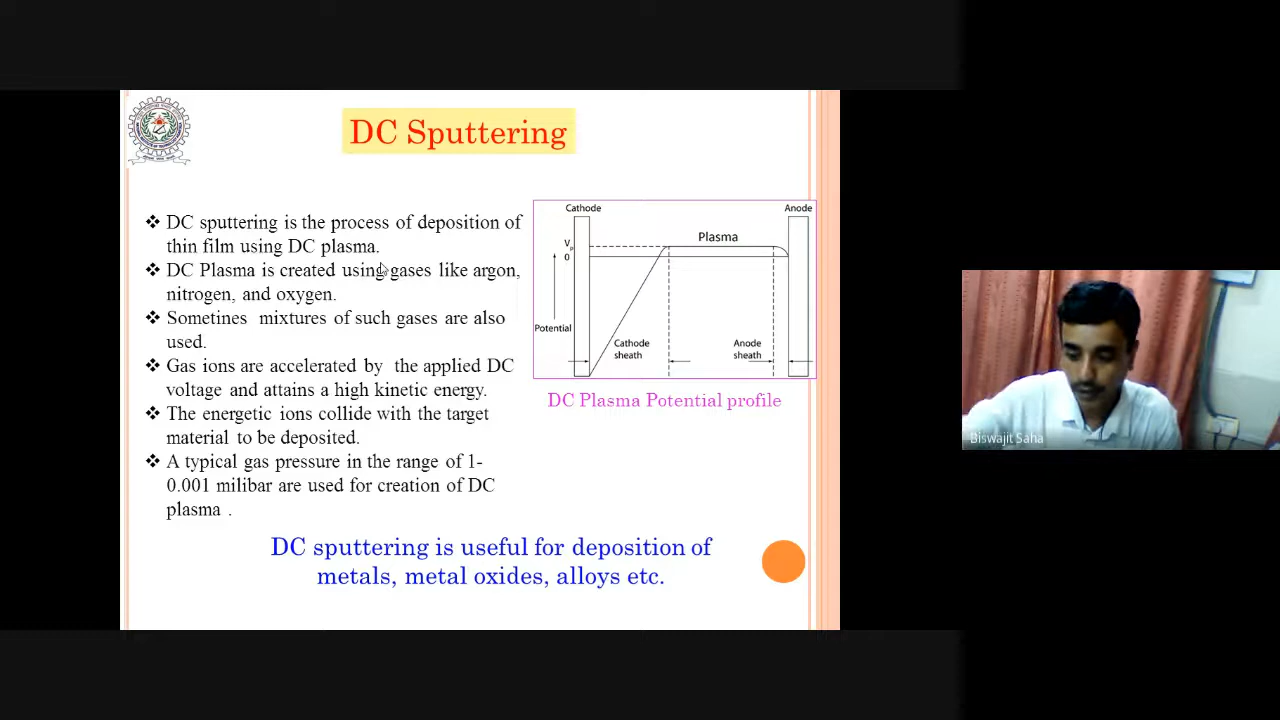 DC Sputtering
❖ DC sputtering is the process of deposition of
thin film using DC plasma.
❖ DC Plasma is created using gases like argon,
nitrogen, and oxygen.
❖ Sometines mixtures of such gases are also
used.
❖ Gas ions are accelerated by the applied DC
voltage and attains a high kinetic energy.
❖ The energetic ions collide with the target
material to be deposited.
❖ A typical gas pressure in the range of 1-
0.001 milibar are used for creation of DC
plasma .
Cathode
Anode
Plasma
Vp
0
Potential
Cathode
sheath
Anode
sheath
DC Plasma Potential profile
DC sputtering is useful for deposition of
metals, metal oxides, alloys etc.
Biswajit Saha